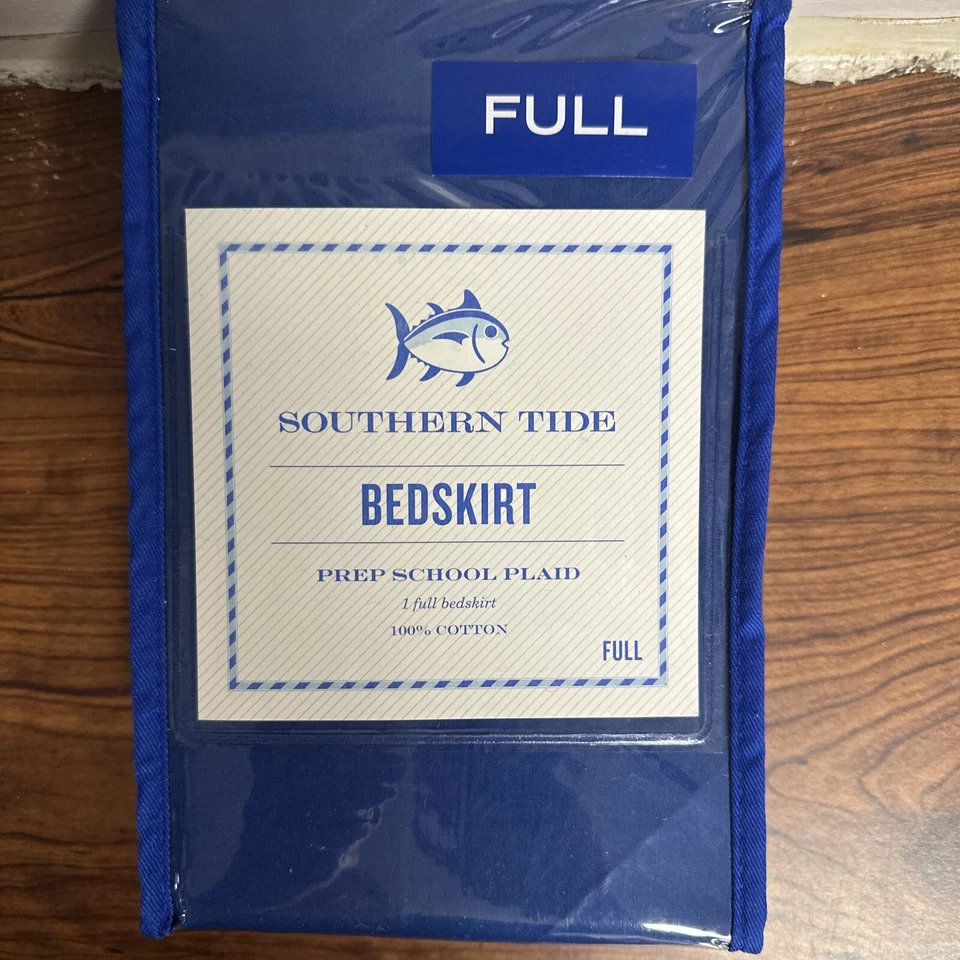 FULL
SOUTHERN TIDE
BEDSKIRT
PREP SCHOOL PLAID
1 full bedskirt
100% COTTON
FULL